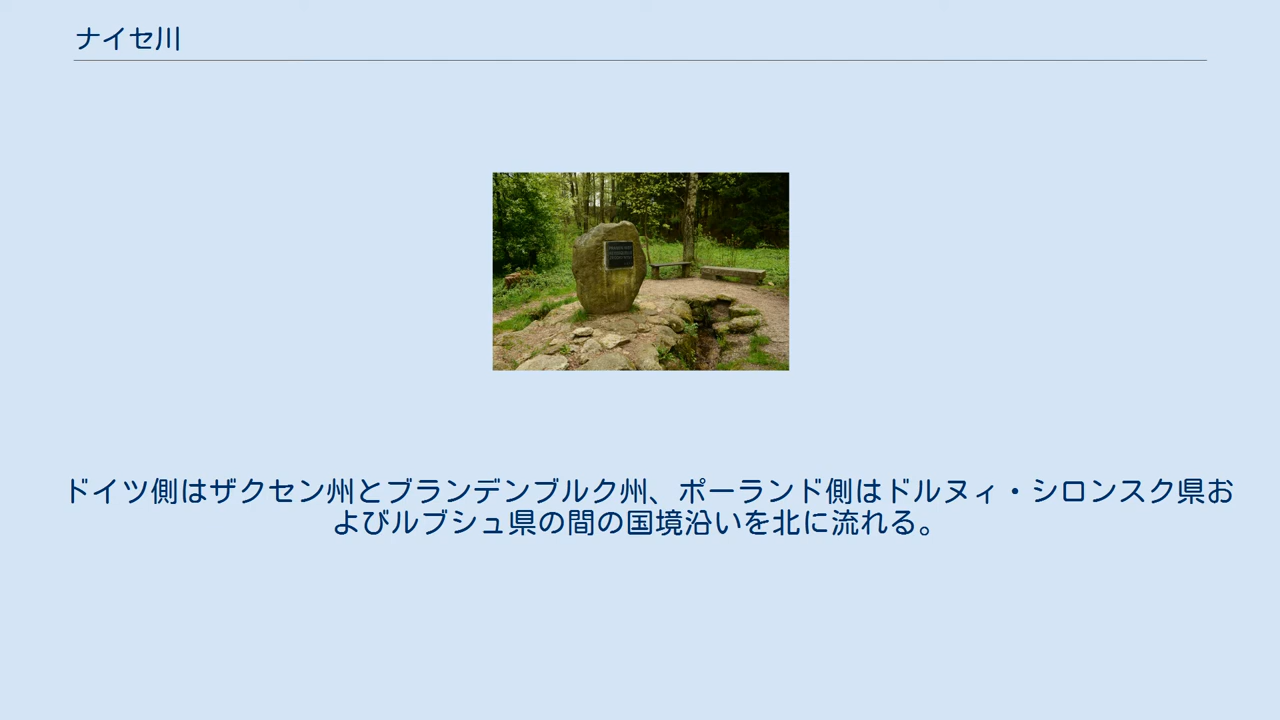 ナイセ川
ドイツ側はザクセン州とブランデンブルク州、ポーランド側はドルヌィ・シロンスク県お
よびルブシュ県の間の国境沿いを北に流れる。